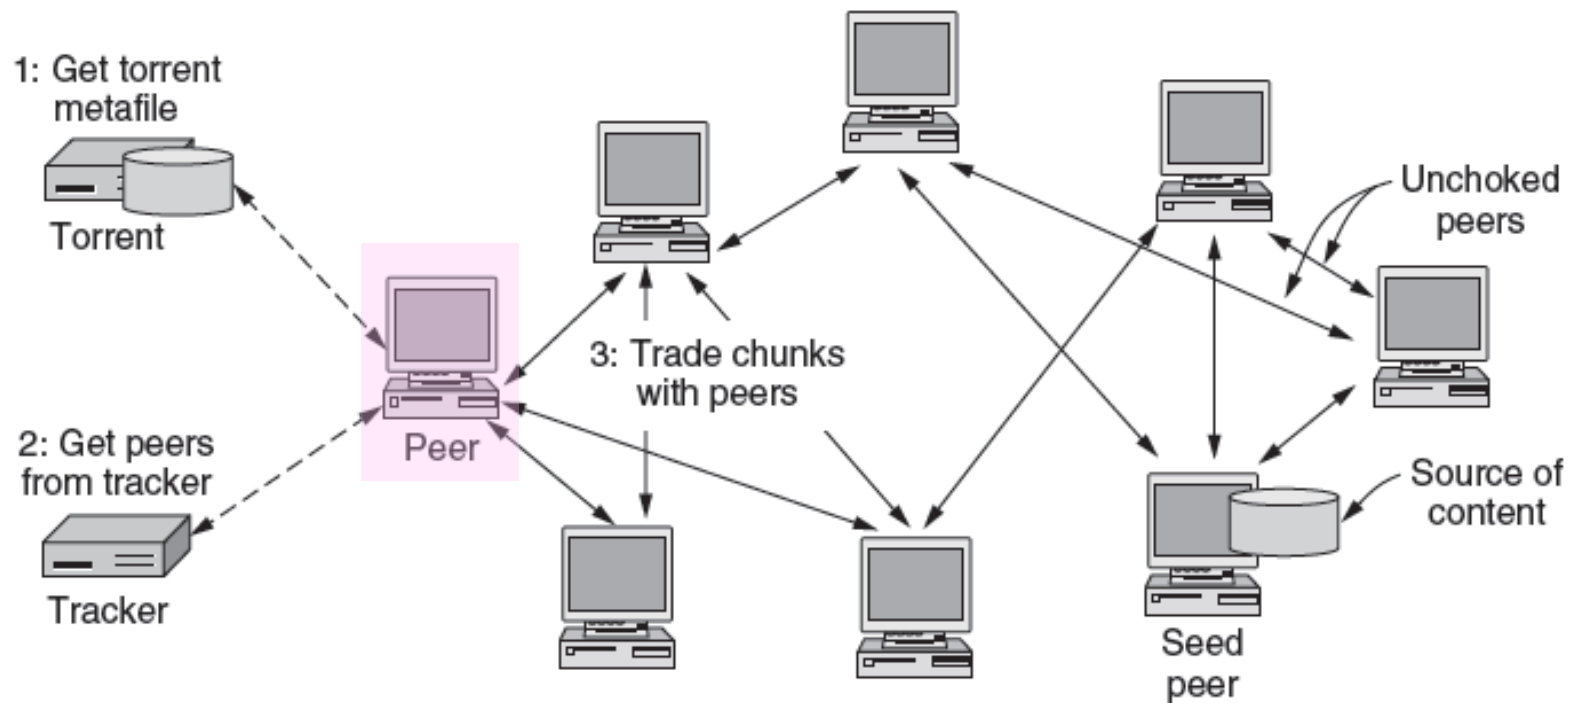 1: Get torrent
metafile
Torrent
Unchoked
peers
3: Trade chunks
with peers
Peer
2: Get peers
from tracker
Tracker
Source of
content
Seed
peer